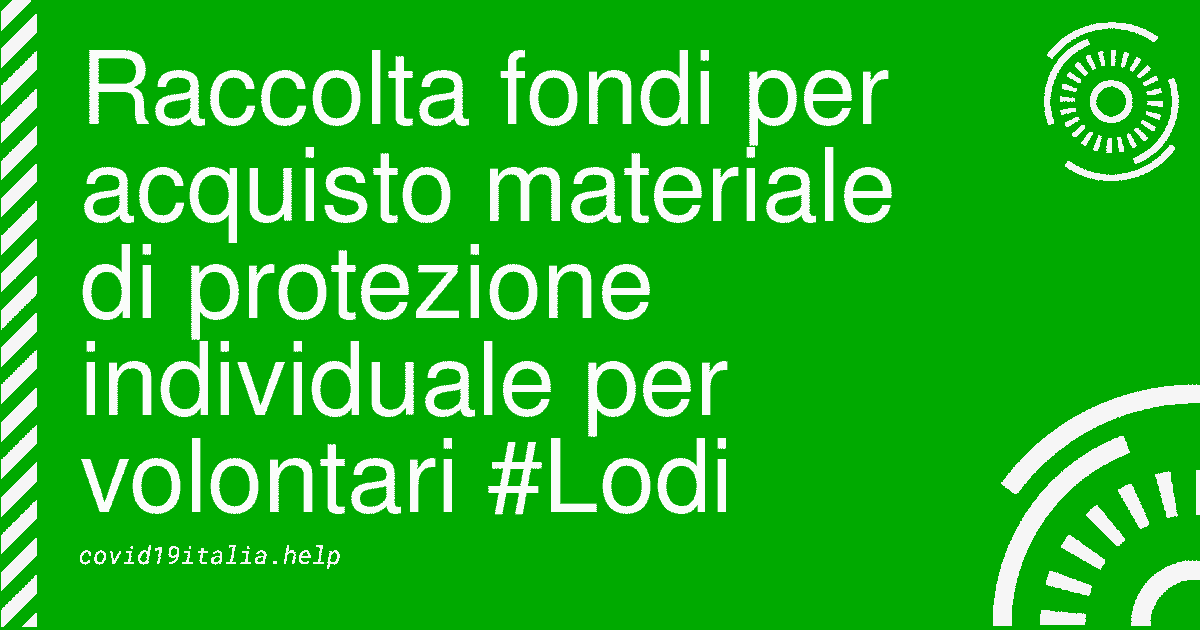 Raccolta fondi per
acquisto materiale
di protezione
individuale per
volontari #Lodi
covid19italia.help